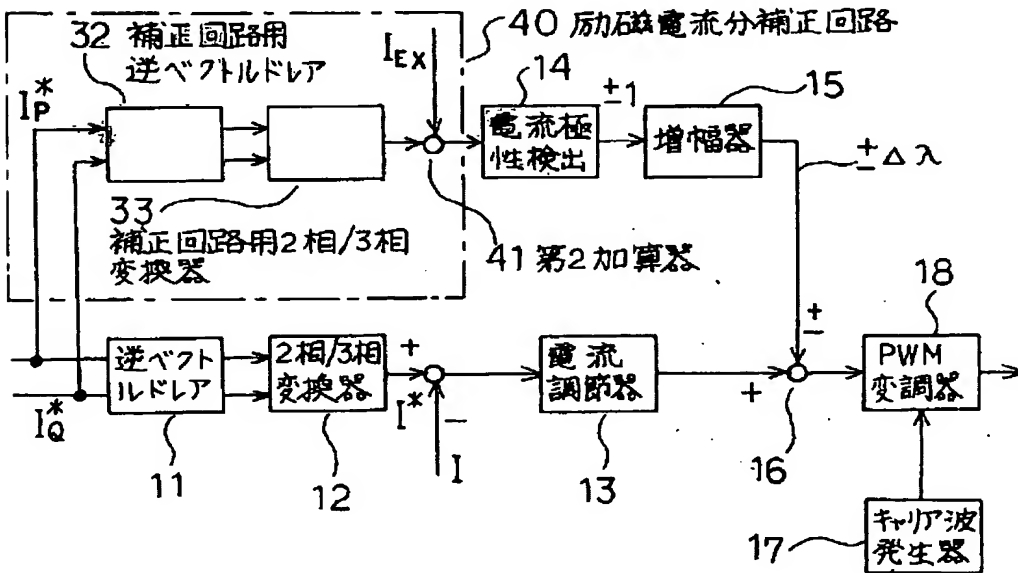 32 補正回路用
逆ベクトルドレア
40 励磁電流分補正回路
I_EX
14
15
I_P^*
±1
電流極
性検出
増幅器
±Δλ
33
補正回路用2相/3相
変換器
41 第2加算器
18
±
逆ベクト
ルドレア
2相/3相
変換器
+
電流
調節器
PWM
変調器
I_Q^*
I^*
−
+
16
11
12
I
13
17
キャリア波
発生器